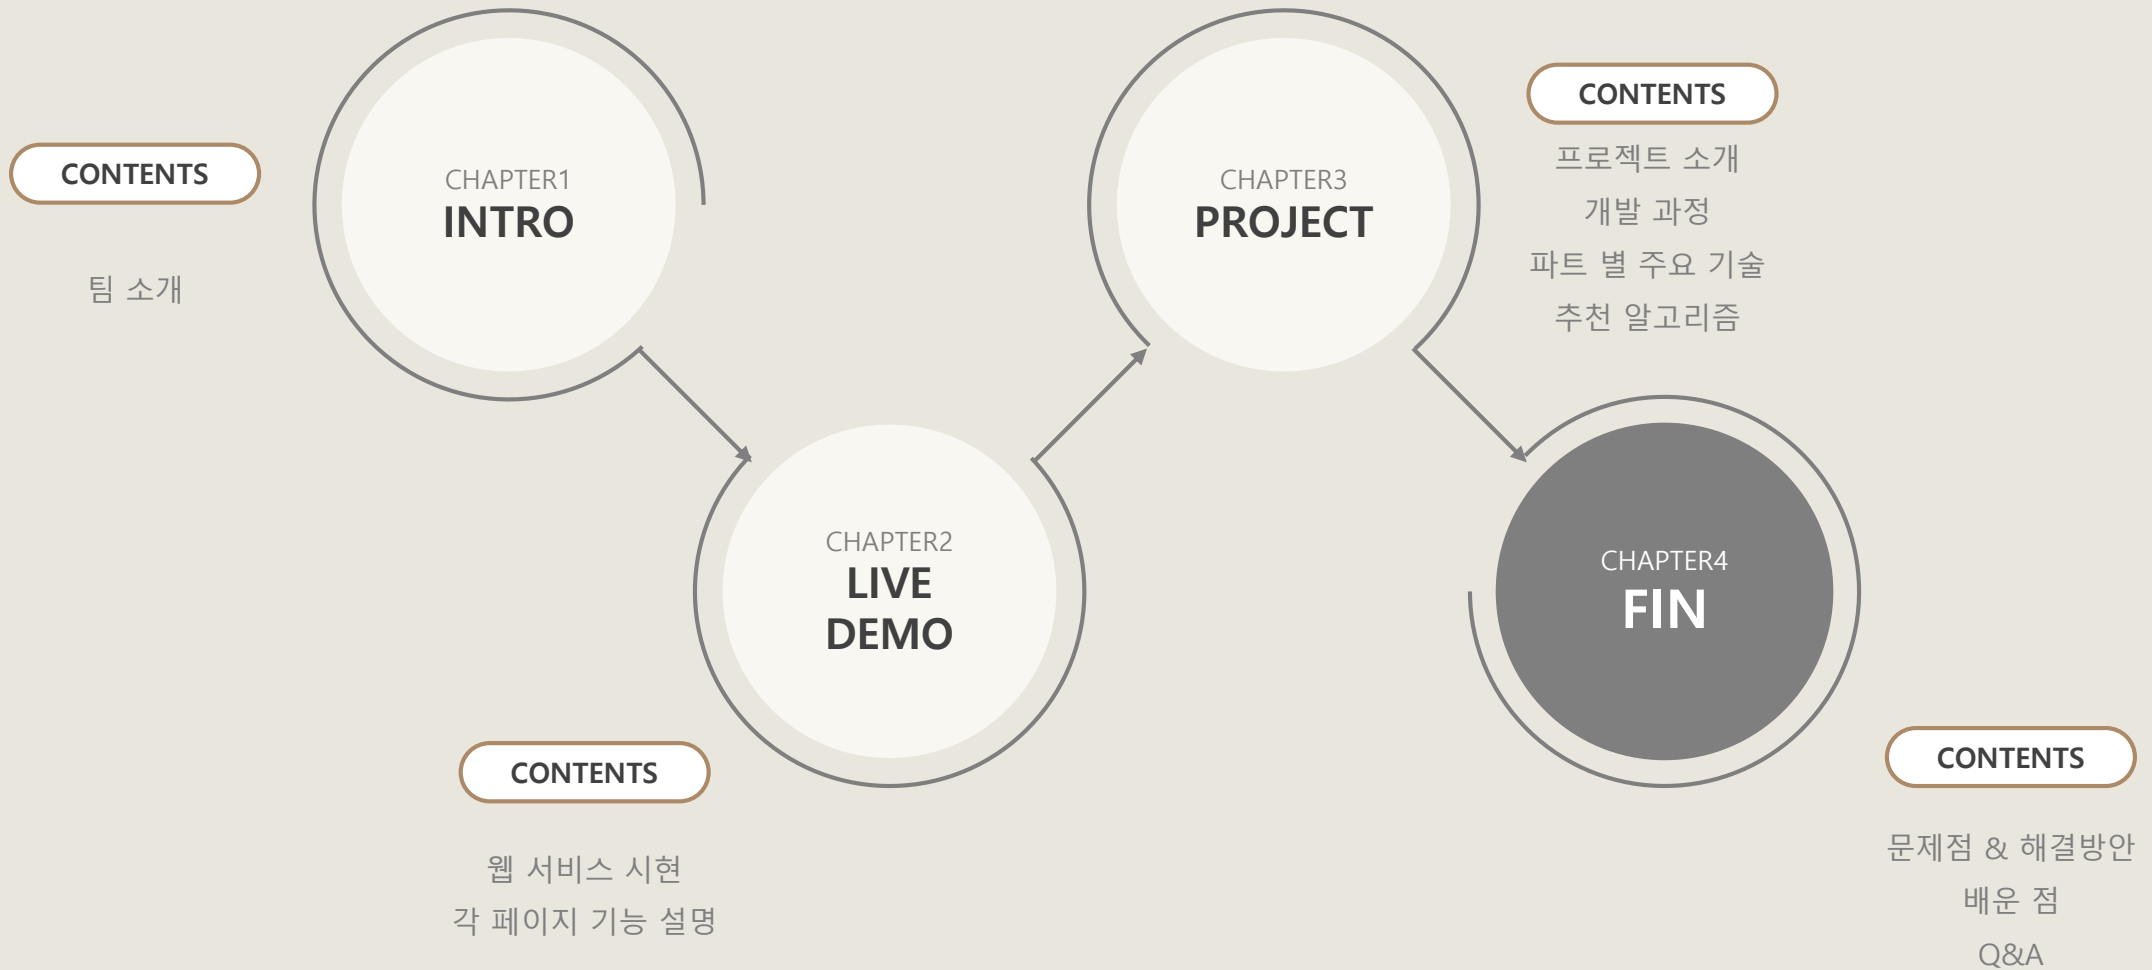 CONTENTS
팀 소개
CHAPTER1
INTRO
CHAPTER2
LIVE
DEMO
CONTENTS
웹 서비스 시현
각 페이지 기능 설명
CHAPTER3
PROJECT
CONTENTS
프로젝트 소개
개발 과정
파트 별 주요 기술
추천 알고리즘
CHAPTER4
FIN
CONTENTS
문제점 & 해결방안
배운 점
Q&A